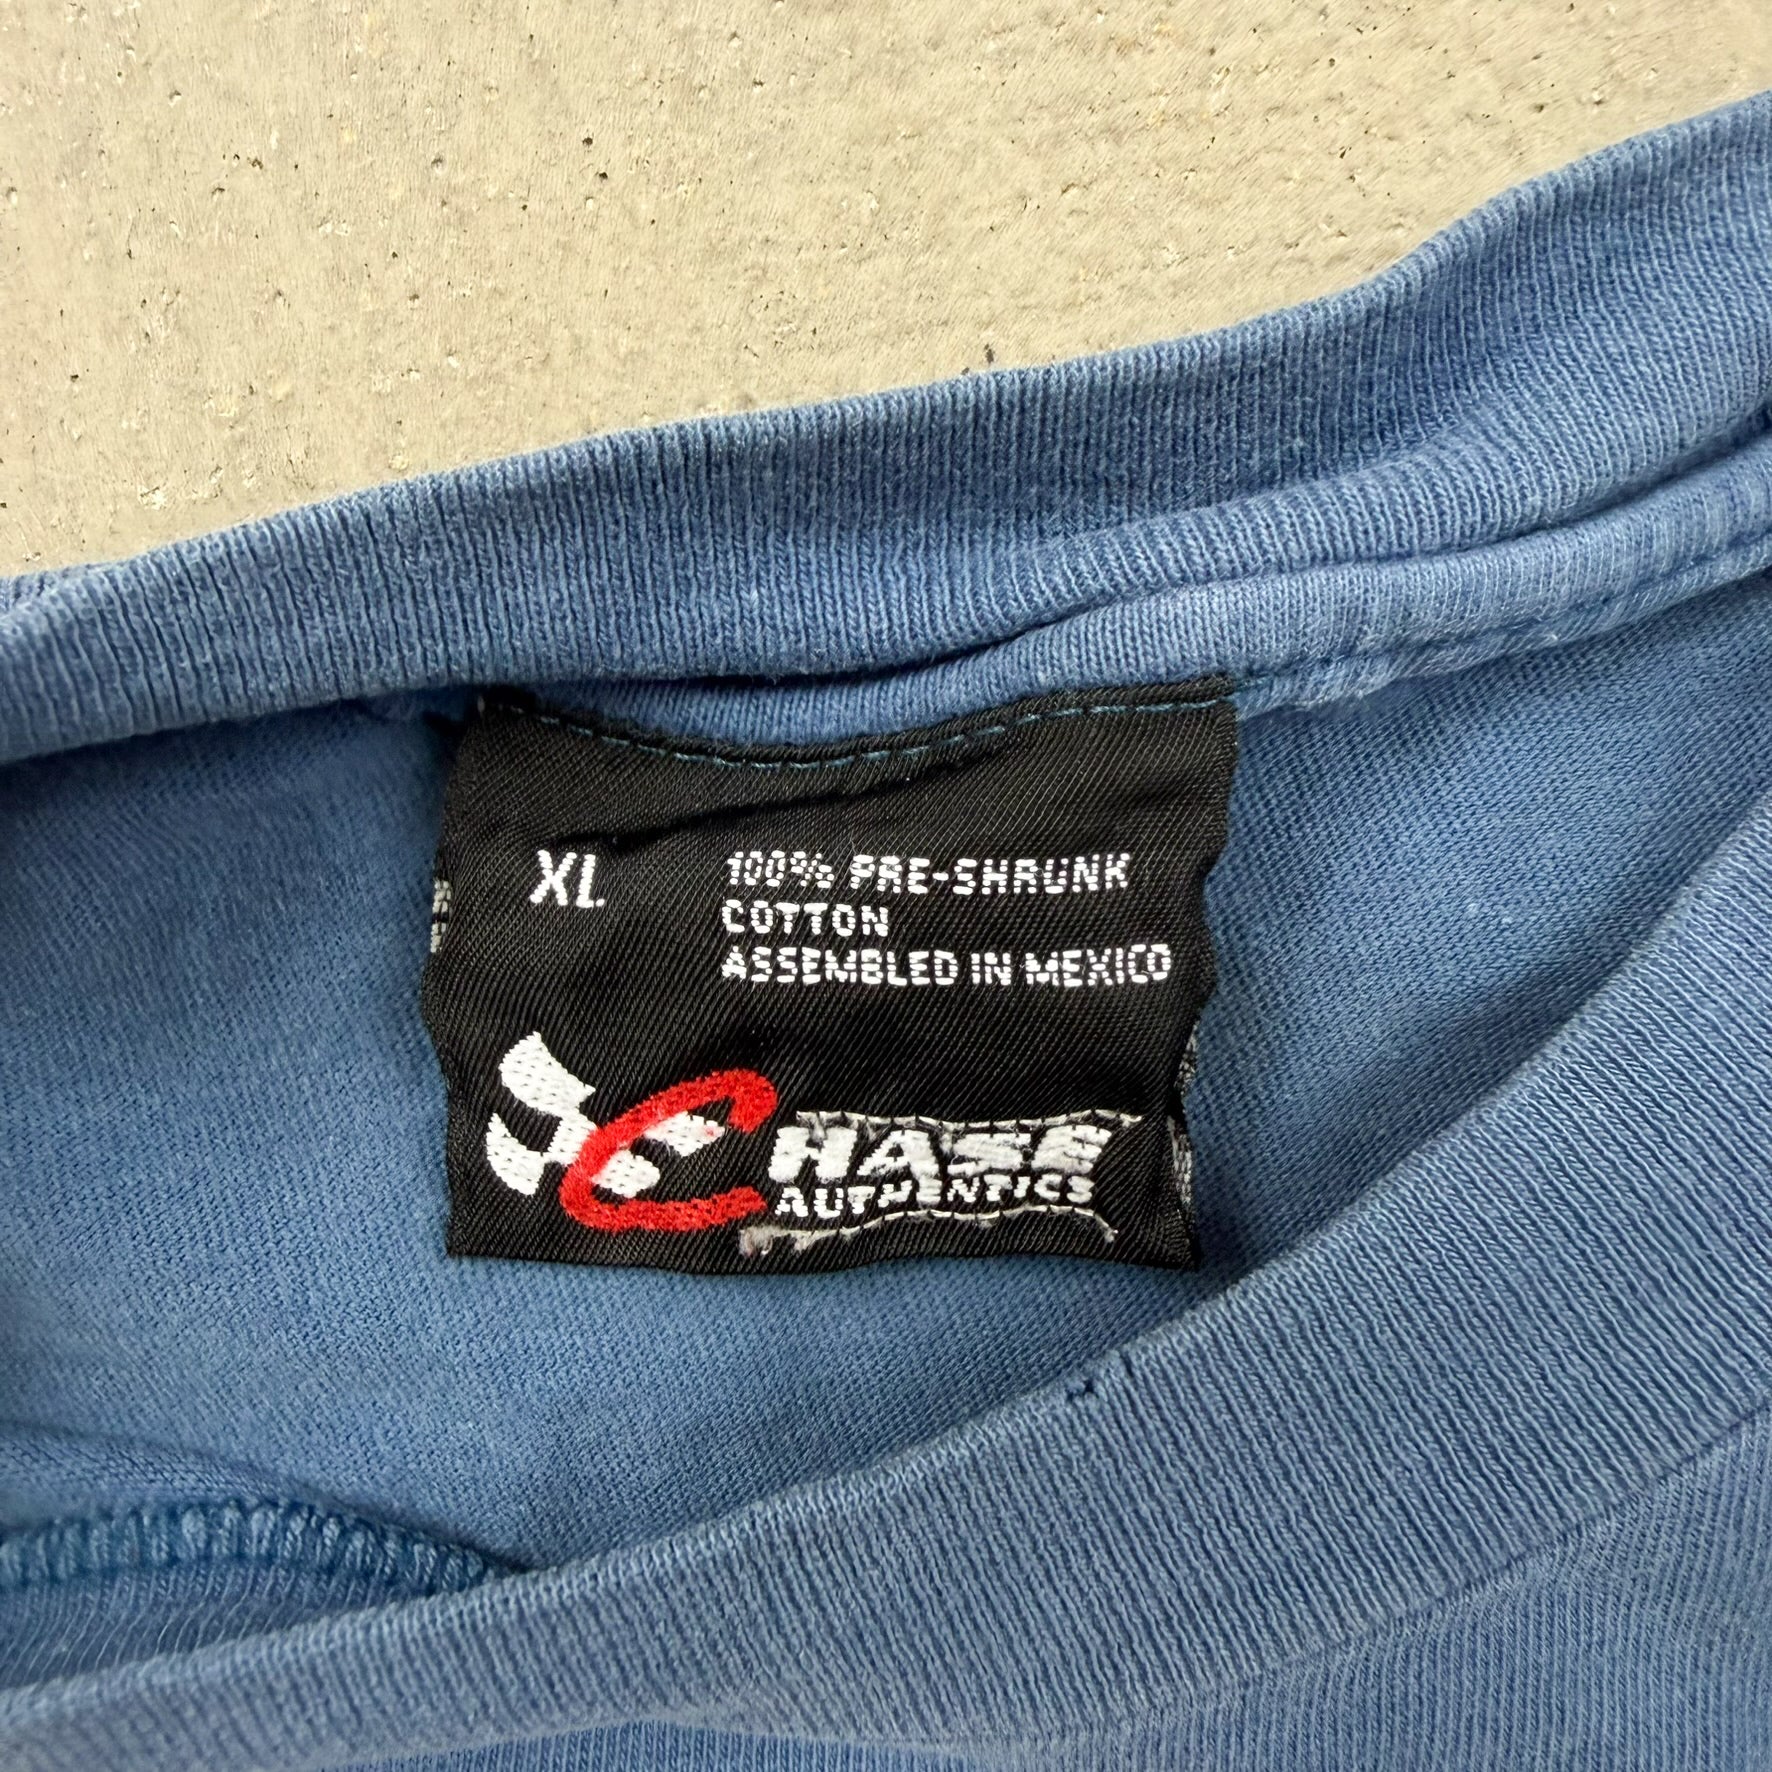 XL
100% PRE-SHRUNK
COTTON
ASSEMBLED IN MEXICO
CHASE
AUTHENTICS